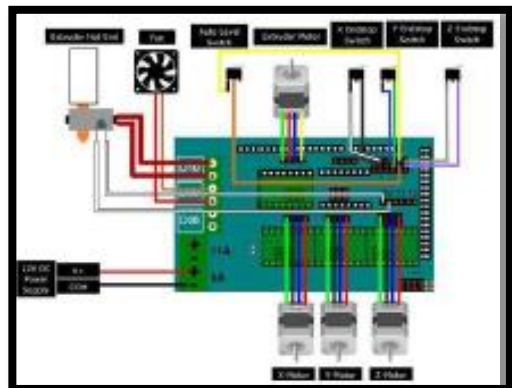 Extruder Hot End
Fan
Auto Level
Switch
Extruder Motor
X Endstop
Switch
Y Endstop
Switch
Z Endstop
Switch
11A
5A
12V DC
Power
Supply
V+
COM
X-Motor
Y-Motor
Z-Motor